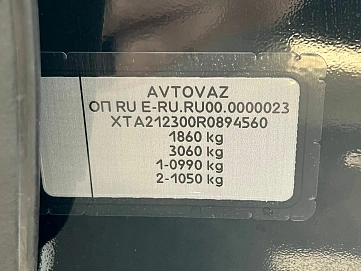 AVTOVAZ
ОП RU E-RU.RU00.0000023
XTA212300R0894560
1860 kg
3060 kg
1-0990 kg
2-1050 kg